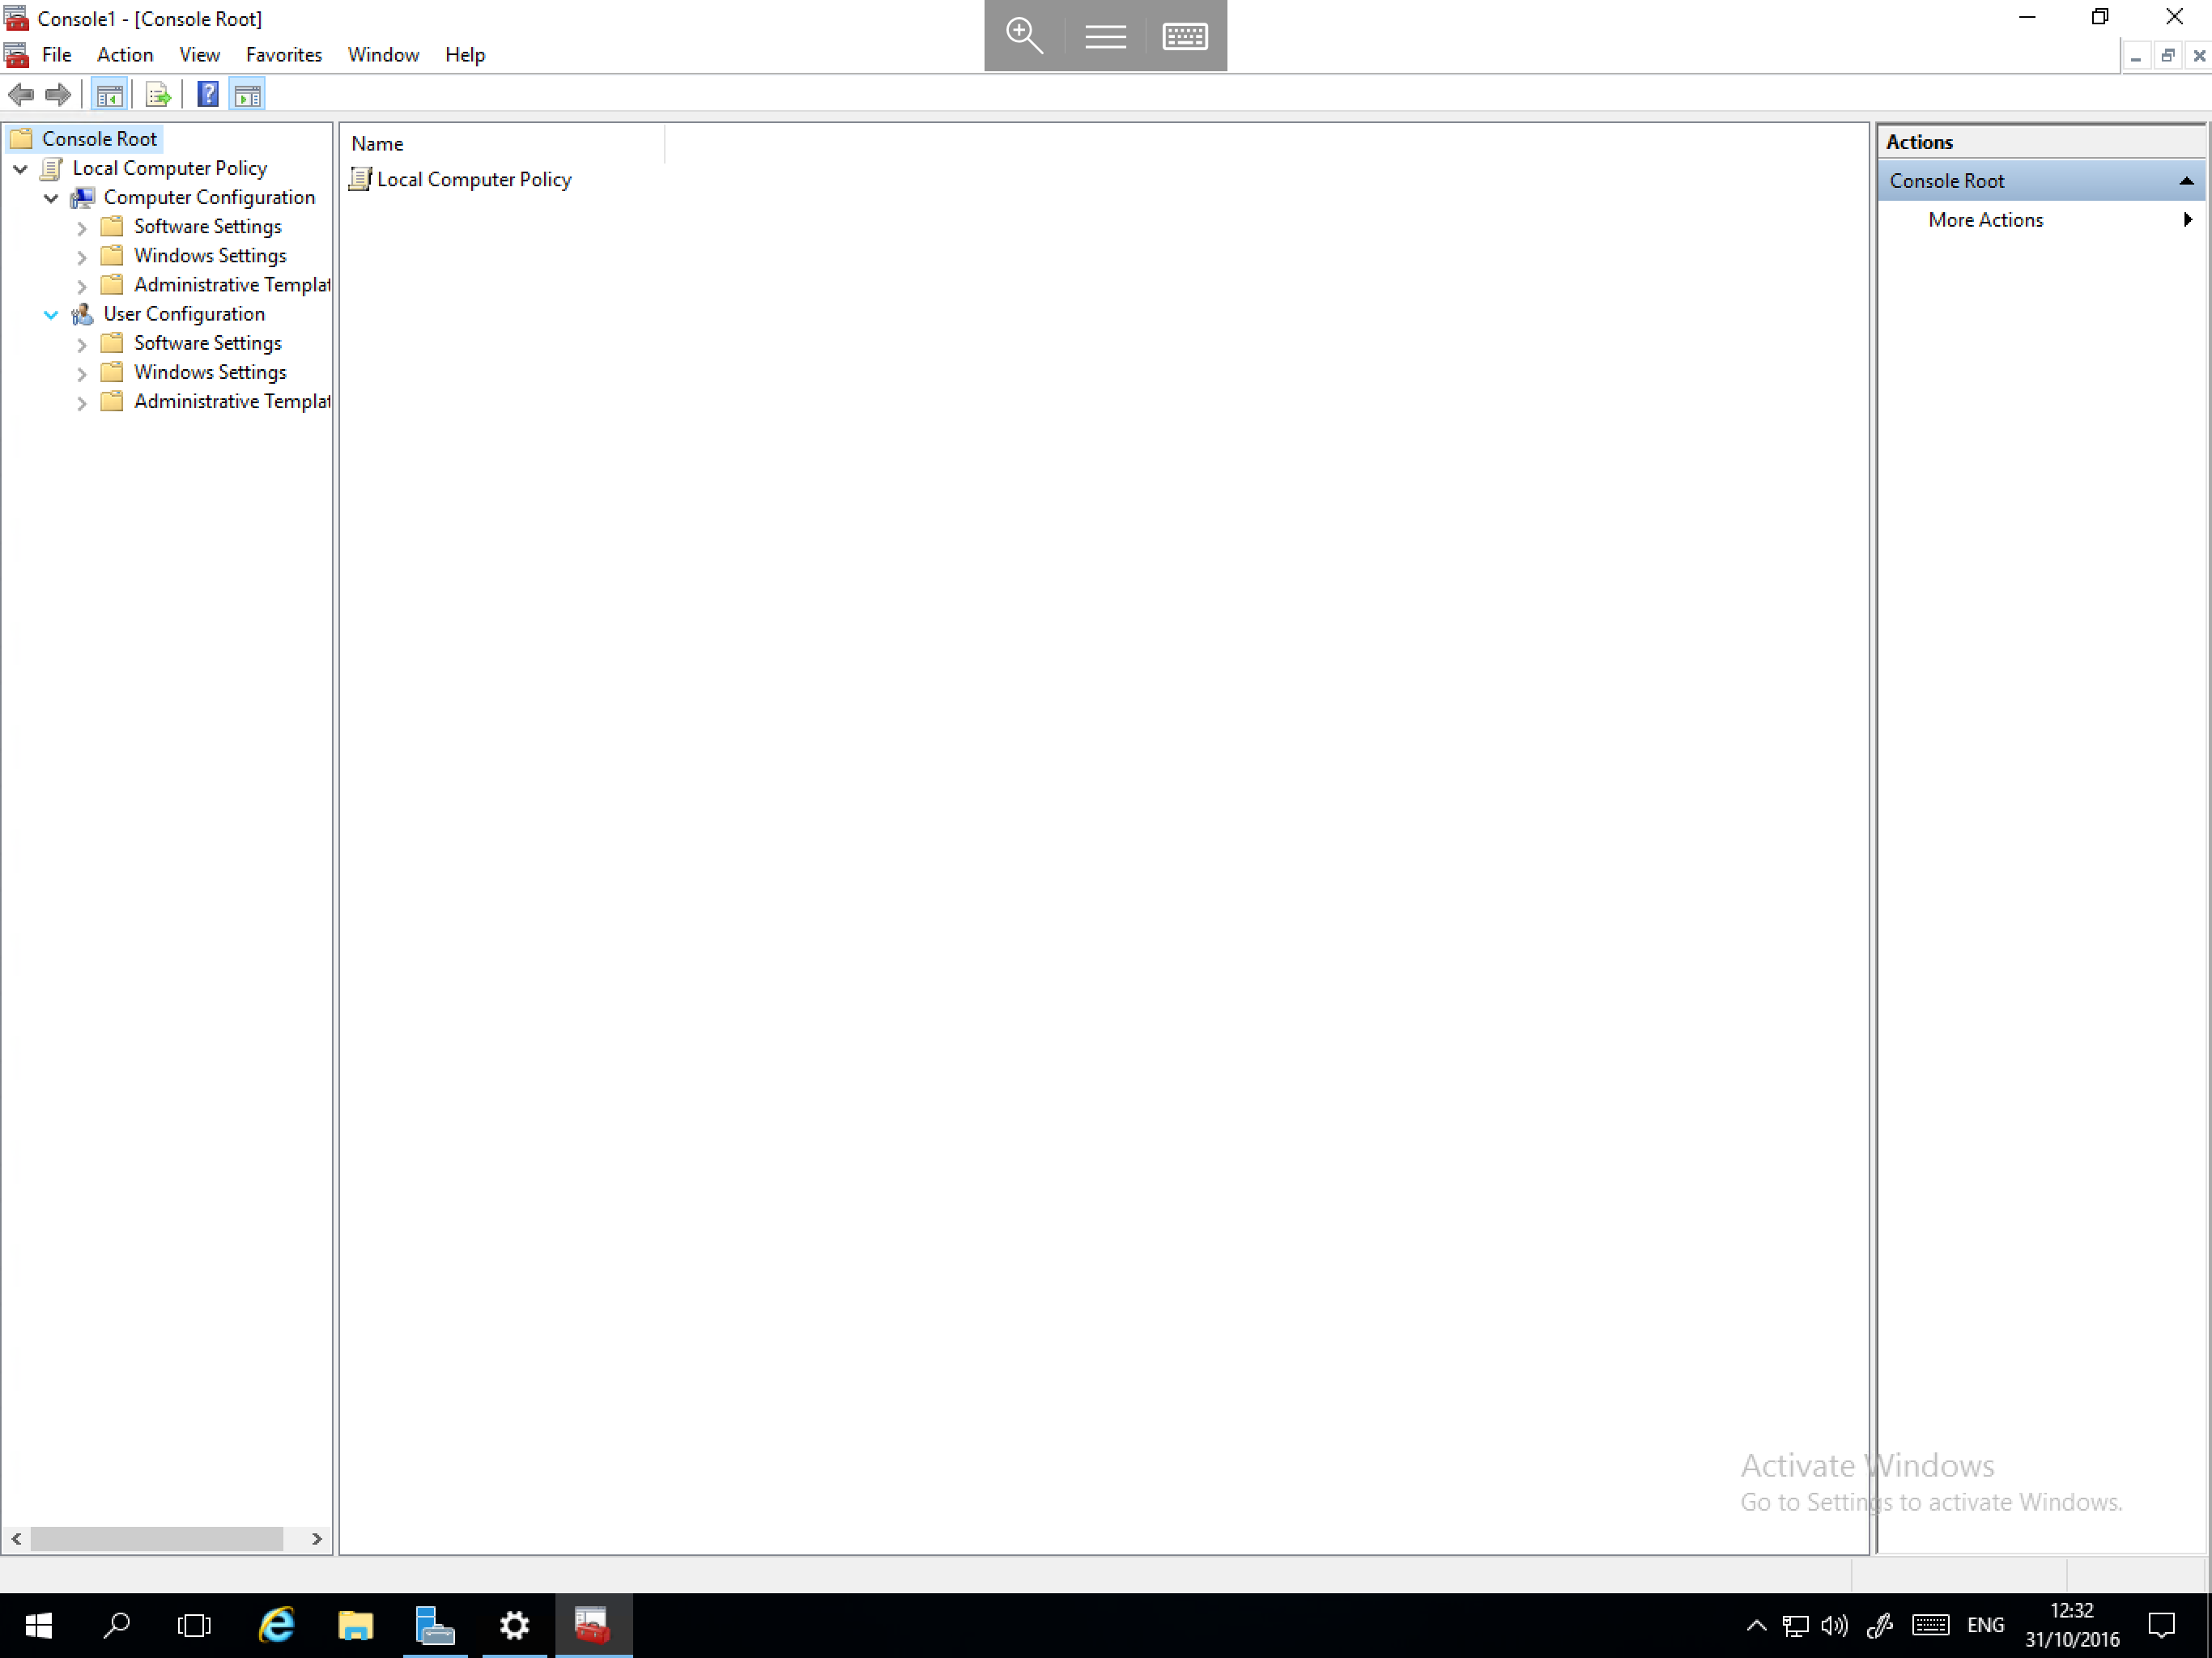 Console1 - [Console Root]
File Action View Favorites Window Help
Console Root
Local Computer Policy
Computer Configuration
Software Settings
Windows Settings
Administrative Templat
User Configuration
Software Settings
Windows Settings
Administrative Templat
Name
Local Computer Policy
Actions
Console Root
More Actions
Activate Windows
Go to Settings to activate Windows.
ENG
12:32
31/10/2016